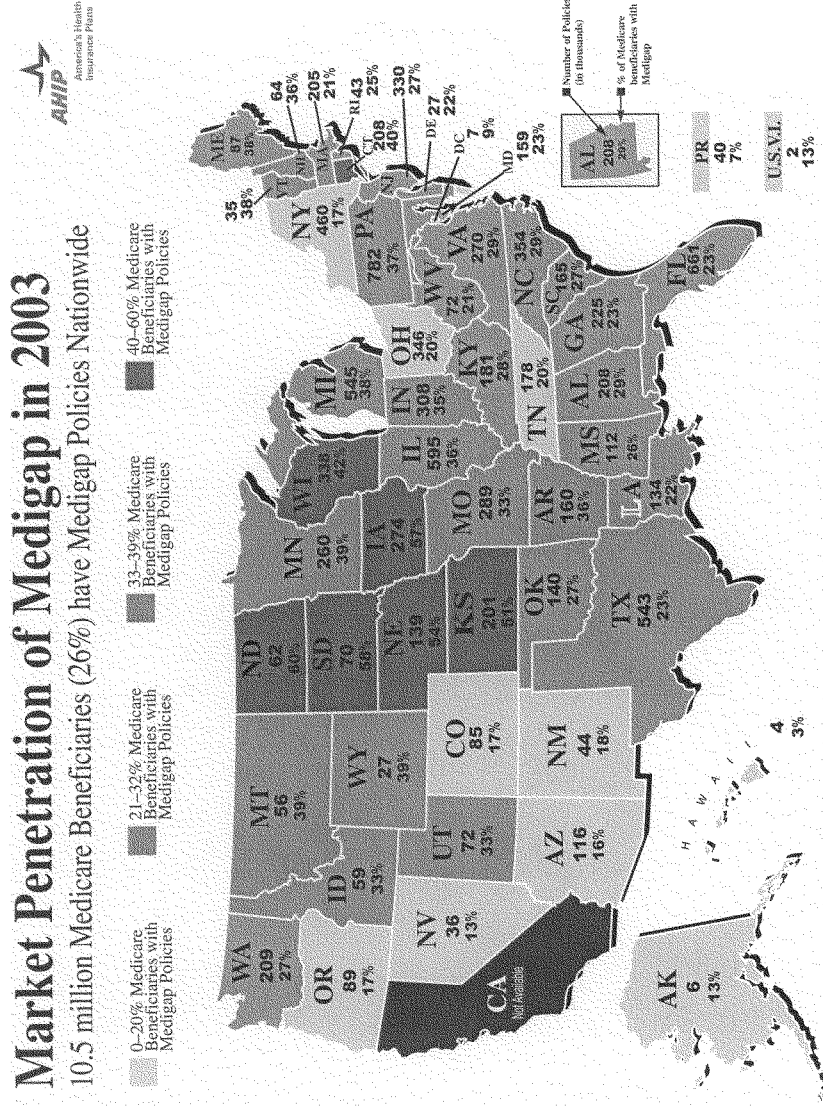 Market Penetration of Medigap in 2003
10.5 million Medicare Beneficiaries (26%) have Medigap Policies Nationwide
AHIP
America's Health
Insurance Plans
0–20% Medicare
Beneficiaries with
Medigap Policies
21–32% Medicare
Beneficiaries with
Medigap Policies
33–39% Medicare
Beneficiaries with
Medigap Policies
40–60% Medicare
Beneficiaries with
Medigap Policies
WA
209
27%
OR
89
17%
CA
Not Available
NV
36
13%
ID
59
33%
MT
56
39%
WY
27
39%
UT
72
33%
AZ
116
16%
CO
85
17%
NM
44
18%
ND
62
60%
SD
70
58%
NE
139
54%
KS
201
51%
OK
140
27%
TX
543
23%
MN
260
39%
IA
274
57%
MO
289
33%
AR
160
36%
LA
134
22%
WI
338
42%
IL
595
36%
MI
545
38%
IN
308
35%
OH
346
20%
KY
181
28%
TN
178
20%
MS
112
26%
AL
208
29%
GA
225
23%
FL
661
23%
SC
165
27%
NC
354
29%
VA
270
29%
WV
72
21%
PA
782
37%
NY
460
17%
VT
35
38%
ME
87
38%
NH
64
36%
MA
205
21%
RI
43
25%
CT
208
40%
NJ
330
27%
DE
27
22%
DC
7
9%
MD
159
23%
AK
6
13%
HAWAII
4
3%
AL
208
29%
Number of Policies
(in thousands)
% of Medicare
beneficiaries with
Medigap
PR
40
7%
U.S.V.I.
2
13%